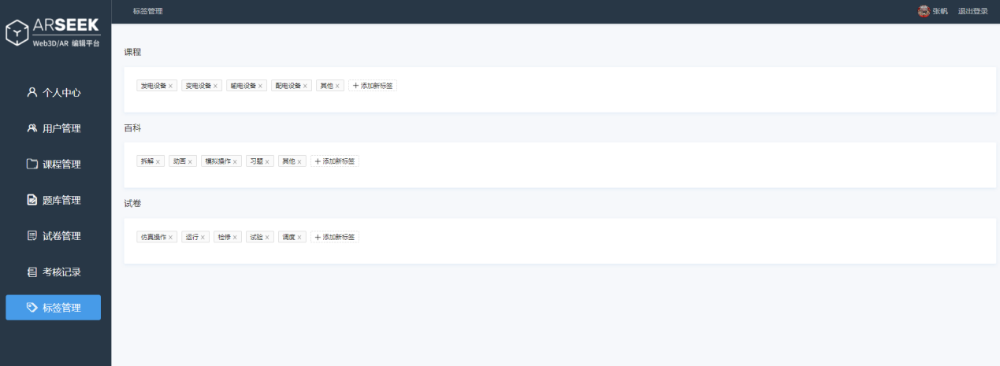 ARSEEK
Web3D/AR 编辑平台
标签管理
张帆 退出登录
个人中心
用户管理
课程管理
题库管理
试卷管理
考核记录
标签管理
课程
发电设备 x 变电设备 x 输电设备 x 配电设备 x 其他 x + 添加新标签
百科
拆解 x 动画 x 模拟操作 x 习题 x 其他 x + 添加新标签
试卷
仿真操作 x 运行 x 检修 x 试验 x 调度 x + 添加新标签